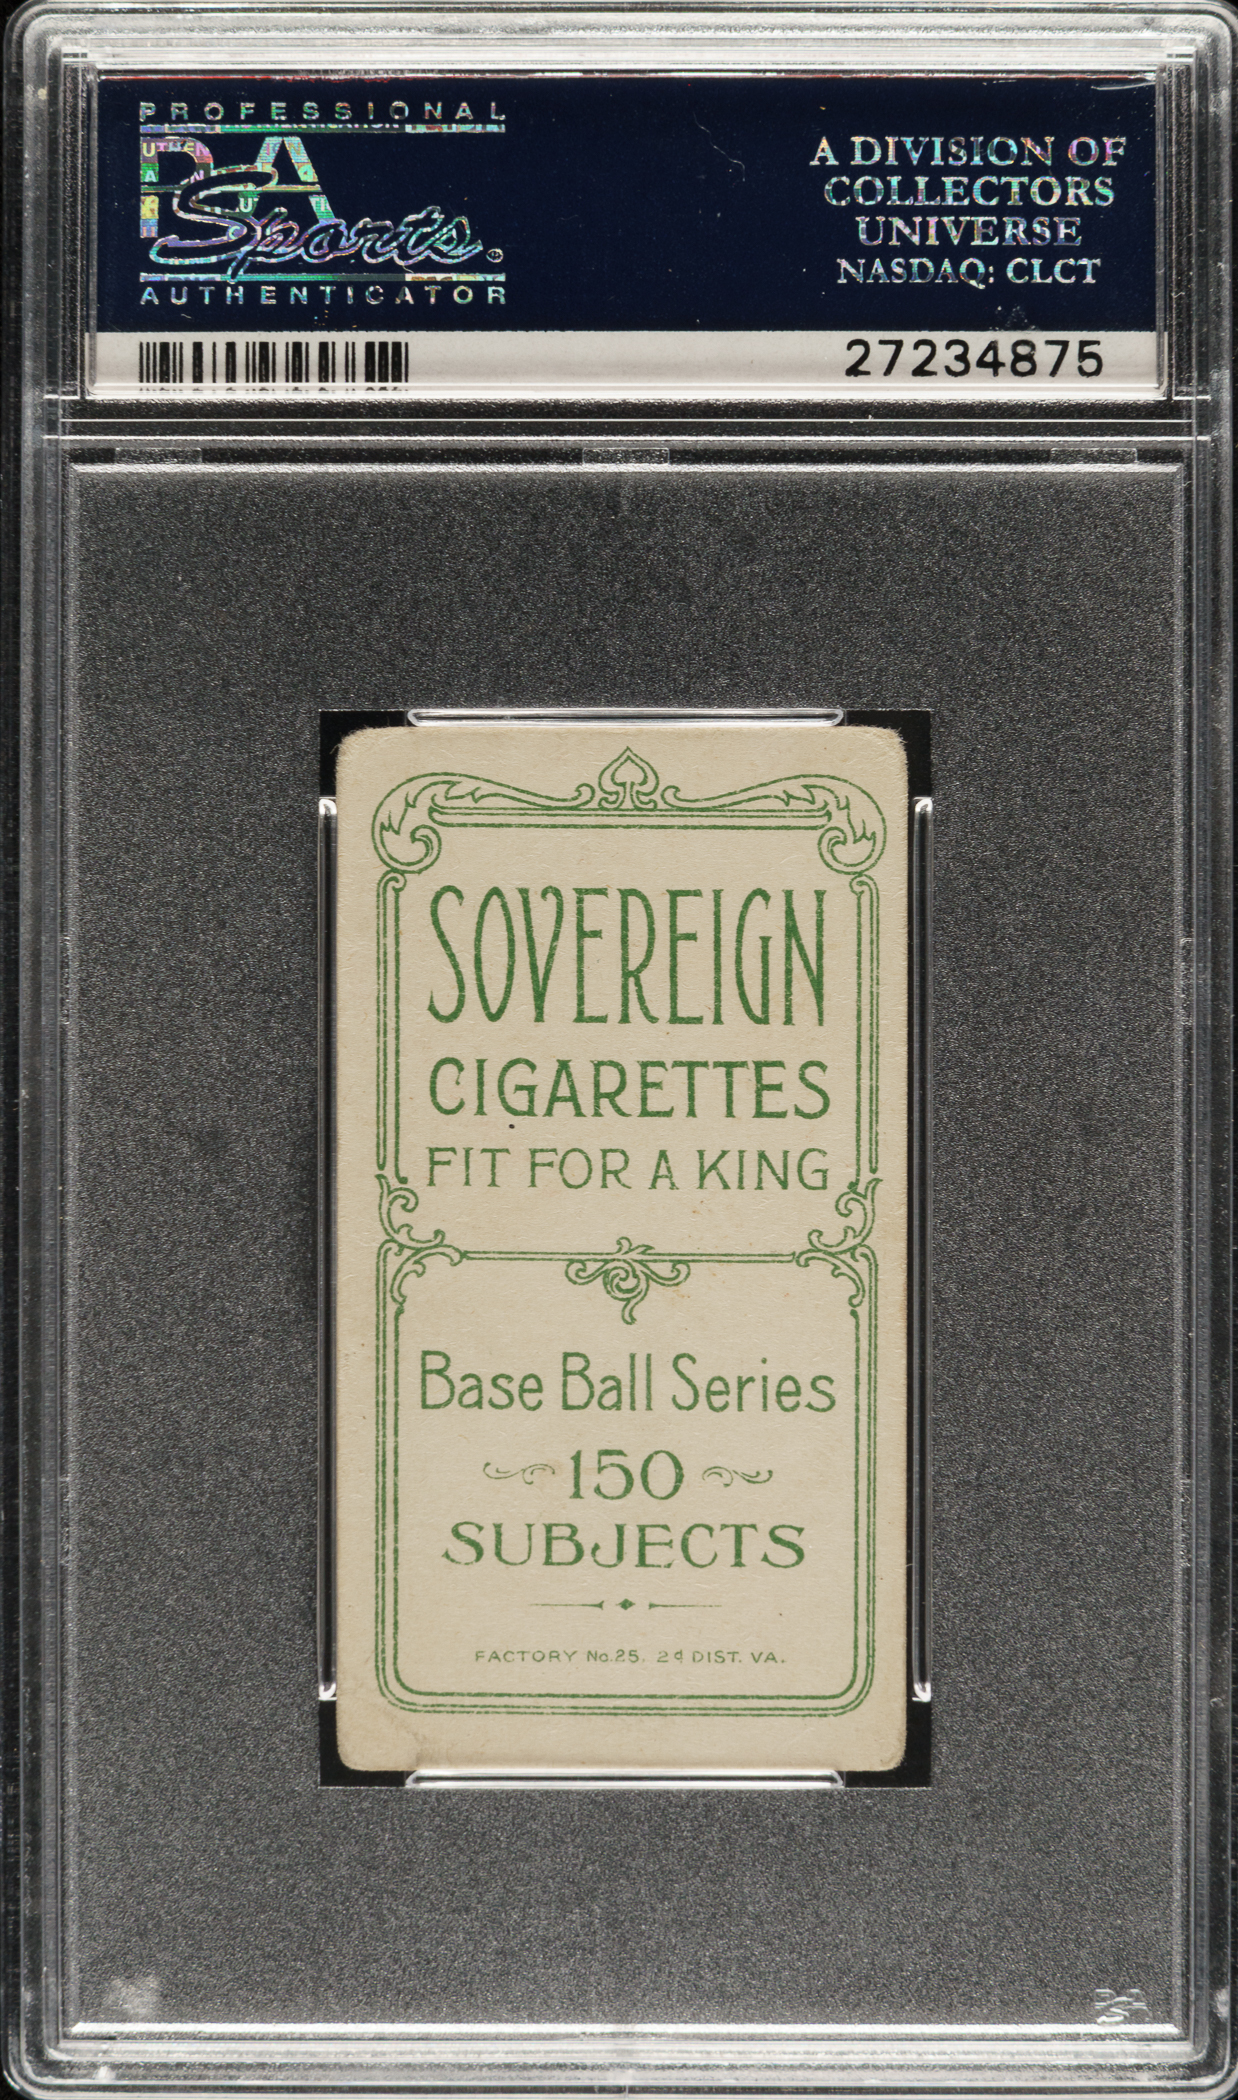 PROFESSIONAL
PSA
Sports
AUTHENTICATOR
A DIVISION OF
COLLECTORS
UNIVERSE
NASDAQ: CLCT
27234875
SOVEREIGN
CIGARETTES
FIT FOR A KING
Base Ball Series
150
SUBJECTS
FACTORY No. 25. 2d DIST. VA.
PSA